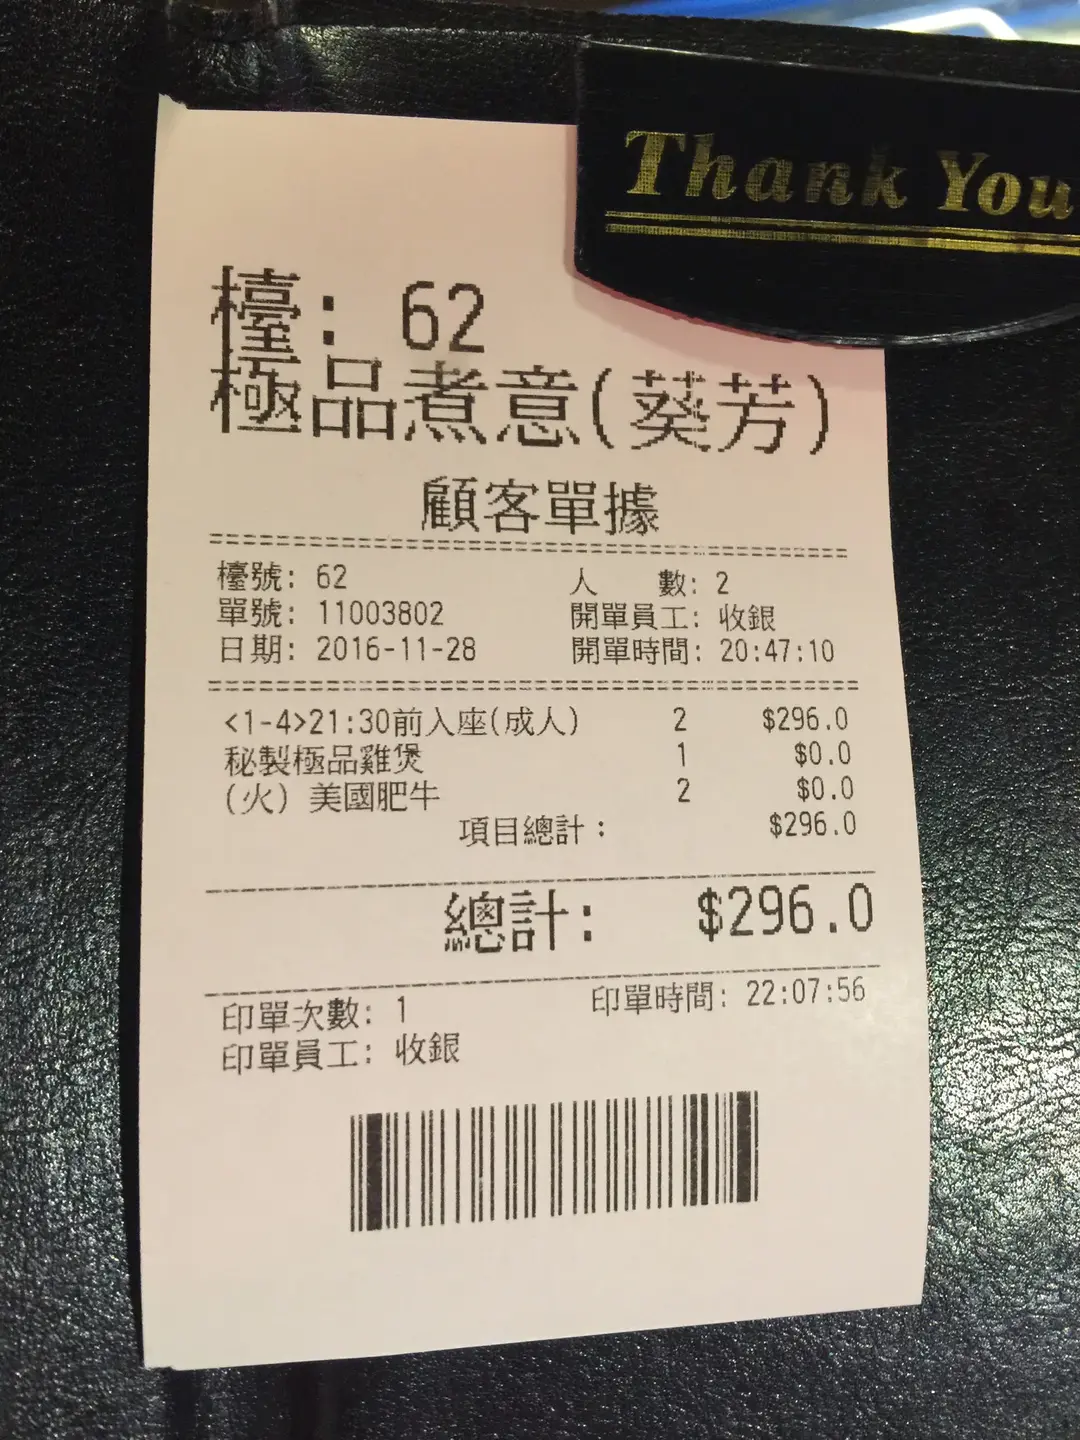 Thank You
檯: 62
極品煮意(葵芳)
顧客單據
檯號: 62 人 數: 2
單號: 11003802 開單員工: 收銀
日期: 2016-11-28 開單時間: 20:47:10
<1-4>21:30前入座(成人) 2 $296.0
秘製極品雞煲 1 $0.0
(火) 美國肥牛 2 $0.0
項目總計: $296.0
總計: $296.0
印單次數: 1 印單時間: 22:07:56
印單員工: 收銀